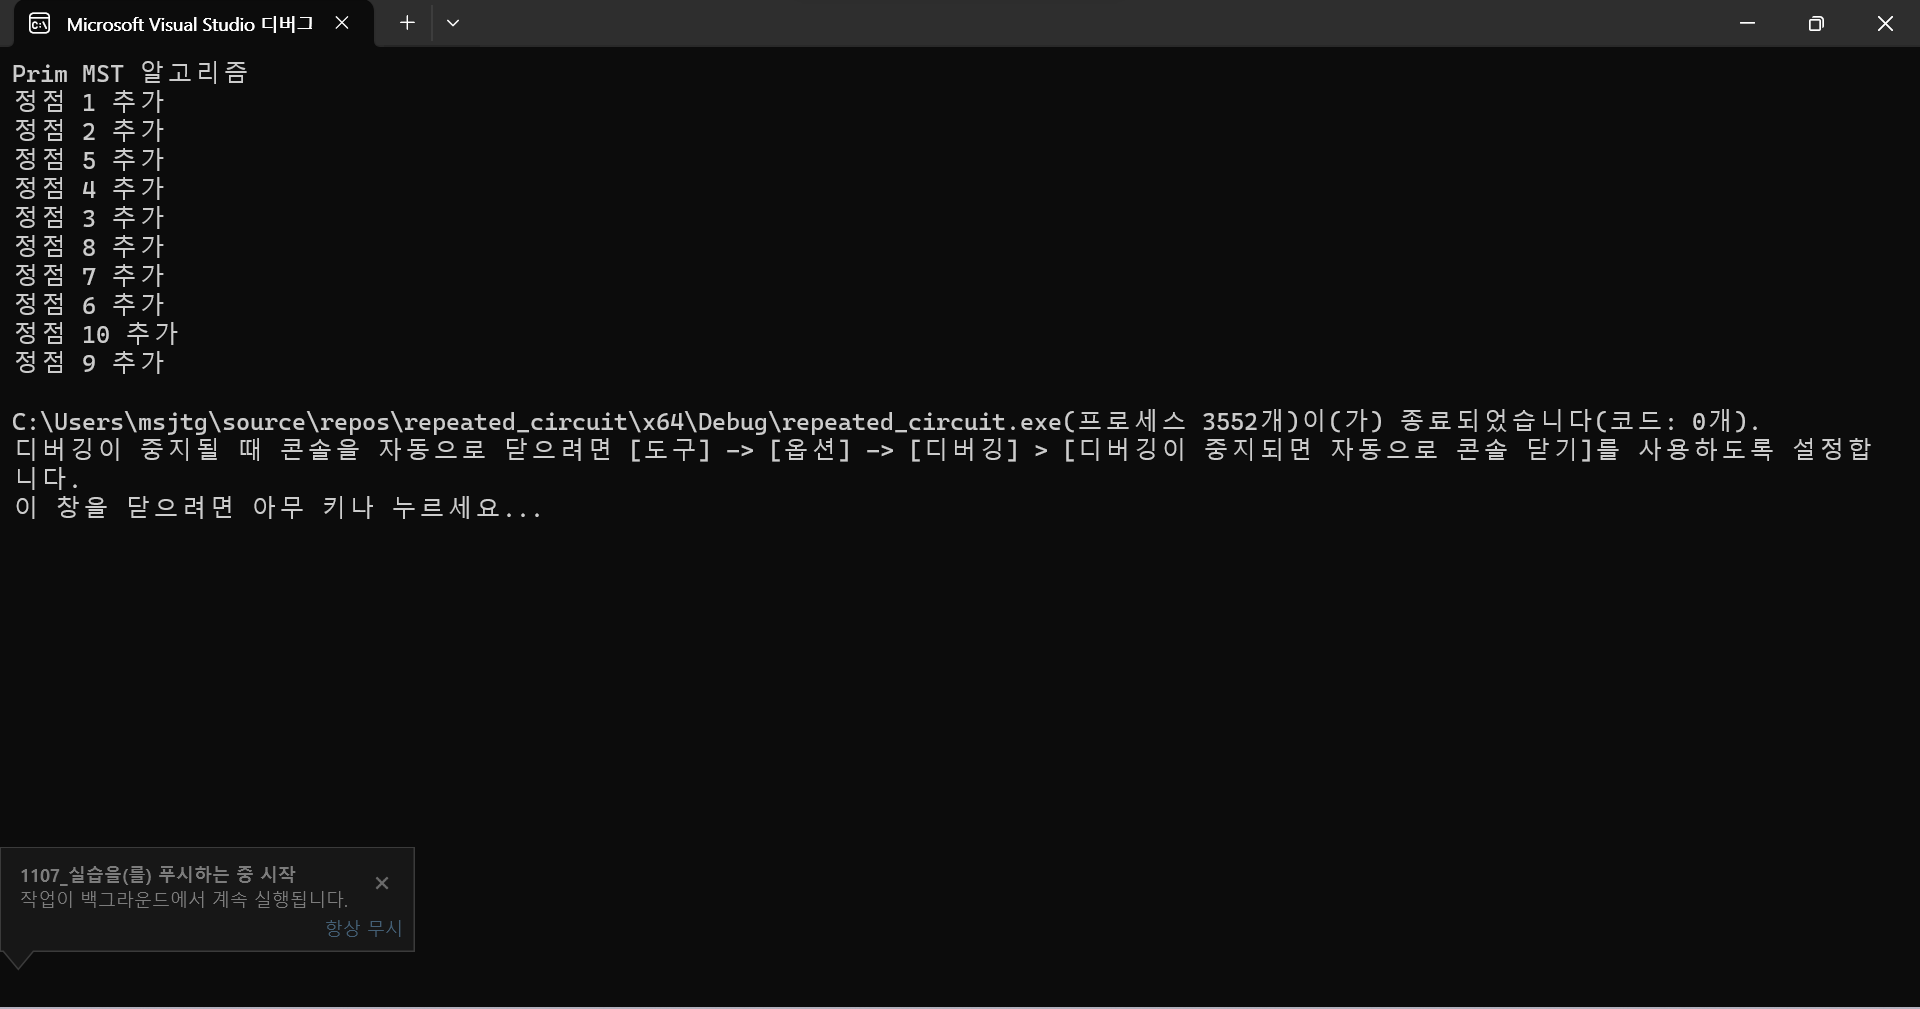 Microsoft Visual Studio 디버그
Prim MST 알고리즘
정점 1 추가
정점 2 추가
정점 5 추가
정점 4 추가
정점 3 추가
정점 8 추가
정점 7 추가
정점 6 추가
정점 10 추가
정점 9 추가
C:\Users\msjtg\source\repos\repeated_circuit\x64\Debug\repeated_circuit.exe(프로세스 3552개)이(가) 종료되었습니다(코드: 0개).
디버깅이 중지될 때 콘솔을 자동으로 닫으려면 [도구] -> [옵션] -> [디버깅] > [디버깅이 중지되면 자동으로 콘솔 닫기]를 사용하도록 설정합
니다.
이 창을 닫으려면 아무 키나 누르세요...
1107_실습을(를) 푸시하는 중 시작
작업이 백그라운드에서 계속 실행됩니다.
항상 무시